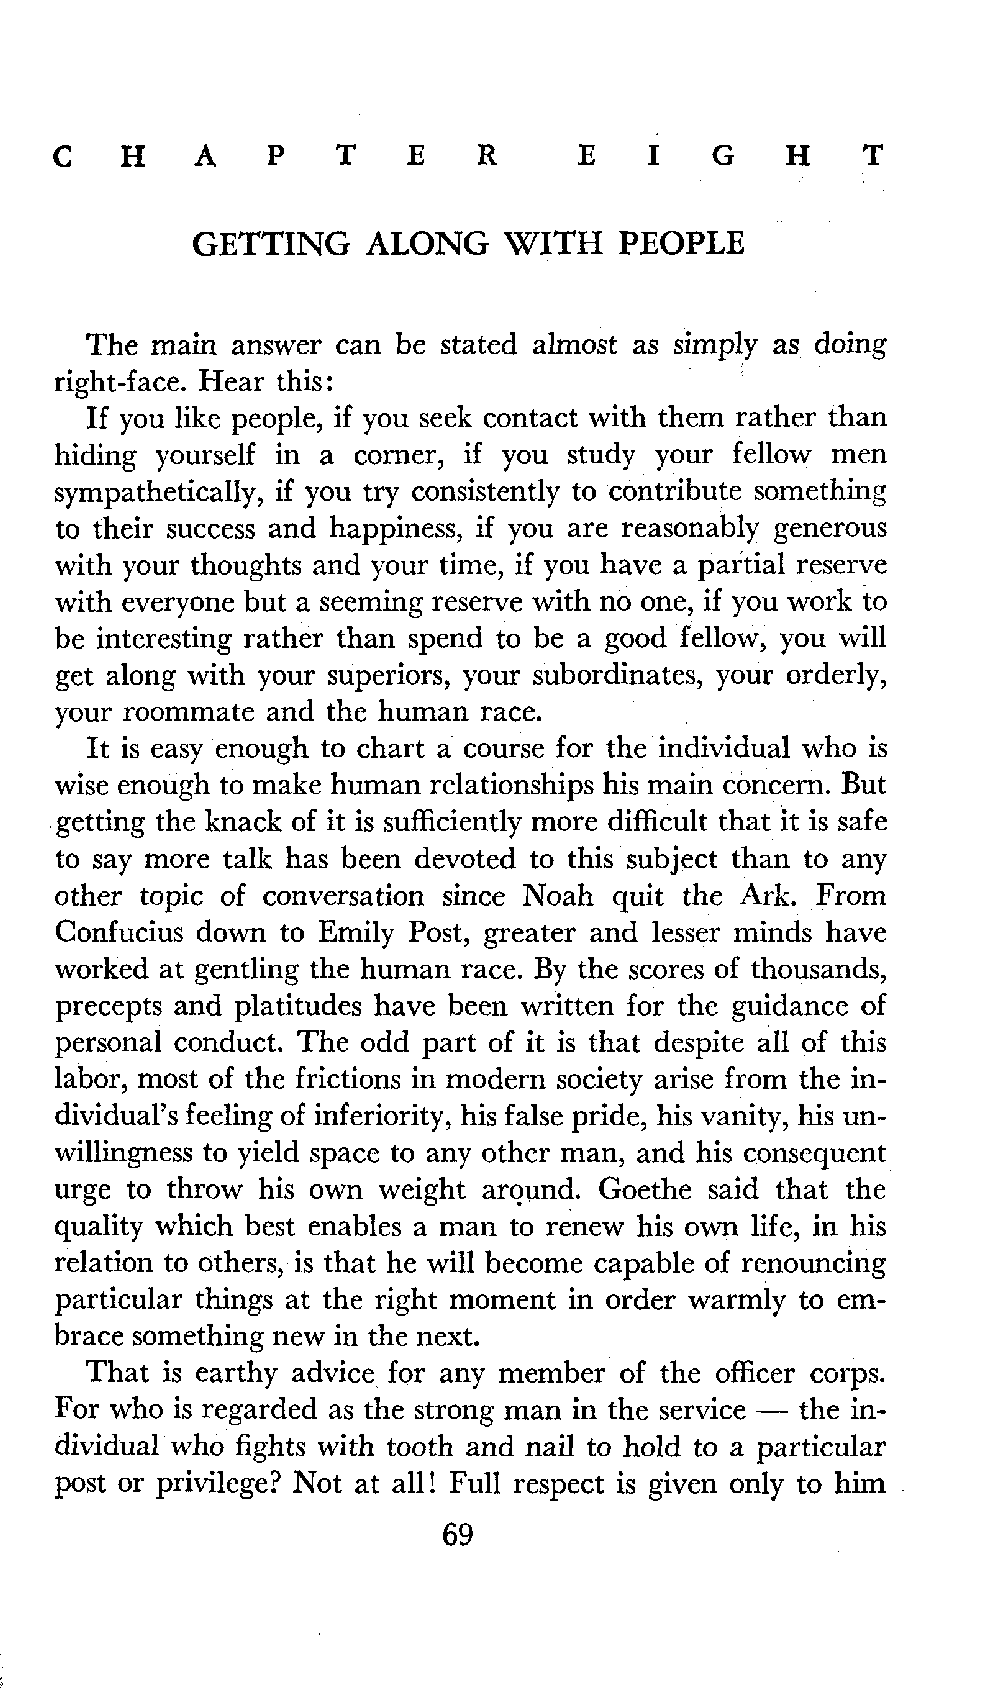 CHAPTER EIGHT
GETTING ALONG WITH PEOPLE
The main answer can be stated almost as simply as doing
right-face. Hear this:
If you like people, if you seek contact with them rather than
hiding yourself in a corner, if you study your fellow men
sympathetically, if you try consistently to contribute something
to their success and happiness, if you are reasonably generous
with your thoughts and your time, if you have a partial reserve
with everyone but a seeming reserve with no one, if you work to
be interesting rather than spend to be a good fellow, you will
get along with your superiors, your subordinates, your orderly,
your roommate and the human race.
It is easy enough to chart a course for the individual who is
wise enough to make human relationships his main concern. But
getting the knack of it is sufficiently more difficult that it is safe
to say more talk has been devoted to this subject than to any
other topic of conversation since Noah quit the Ark. From
Confucius down to Emily Post, greater and lesser minds have
worked at gentling the human race. By the scores of thousands,
precepts and platitudes have been written for the guidance of
personal conduct. The odd part of it is that despite all of this
labor, most of the frictions in modern society arise from the in-
dividual's feeling of inferiority, his false pride, his vanity, his un-
willingness to yield space to any other man, and his consequent
urge to throw his own weight around. Goethe said that the
quality which best enables a man to renew his own life, in his
relation to others, is that he will become capable of renouncing
particular things at the right moment in order warmly to em-
brace something new in the next.
That is earthy advice for any member of the officer corps.
For who is regarded as the strong man in the service — the in-
dividual who fights with tooth and nail to hold to a particular
post or privilege? Not at all! Full respect is given only to him
69